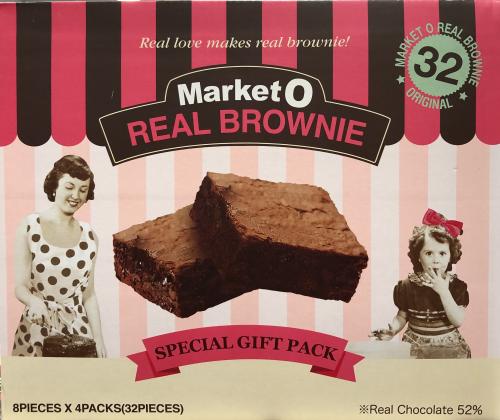 Real love makes real brownie!
MARKET O REAL BROWNIE
32
ORIGINAL
Market O
REAL BROWNIE
SPECIAL GIFT PACK
8PIECES X 4PACKS(32PIECES)
※Real Chocolate 52%